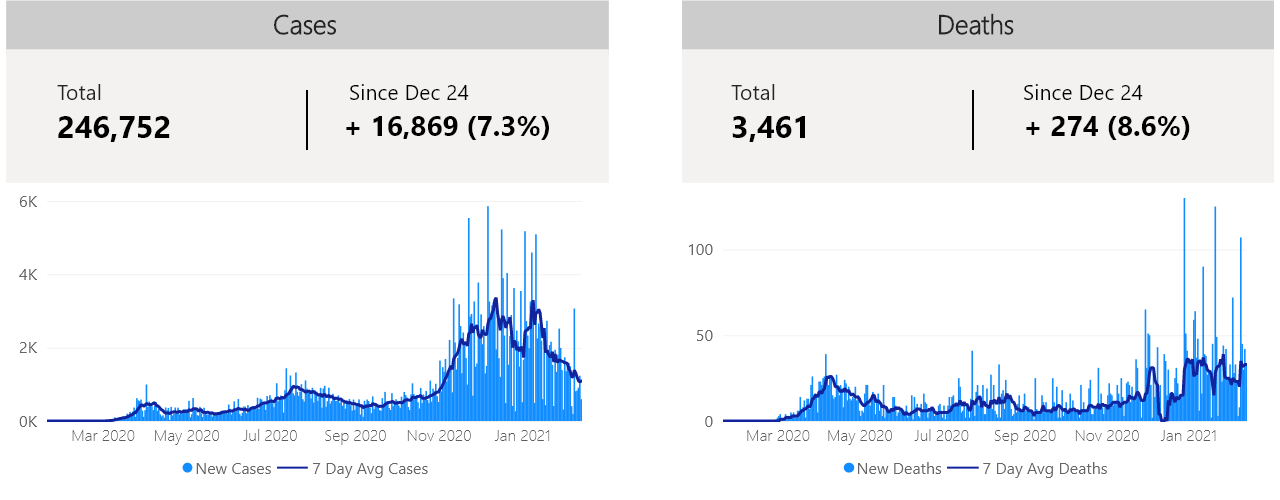 Cases
Total
Since Dec 24
246,752
+ 16,869 (7.3%)
6K
4K
2K
0K
Mar 2020 May 2020 Jul 2020 Sep 2020 Nov 2020 Jan 2021
New Cases 7 Day Avg Cases
Deaths
Total
Since Dec 24
3,461
+ 274 (8.6%)
100
50
0
Mar 2020 May 2020 Jul 2020 Sep 2020 Nov 2020 Jan 2021
New Deaths 7 Day Avg Deaths